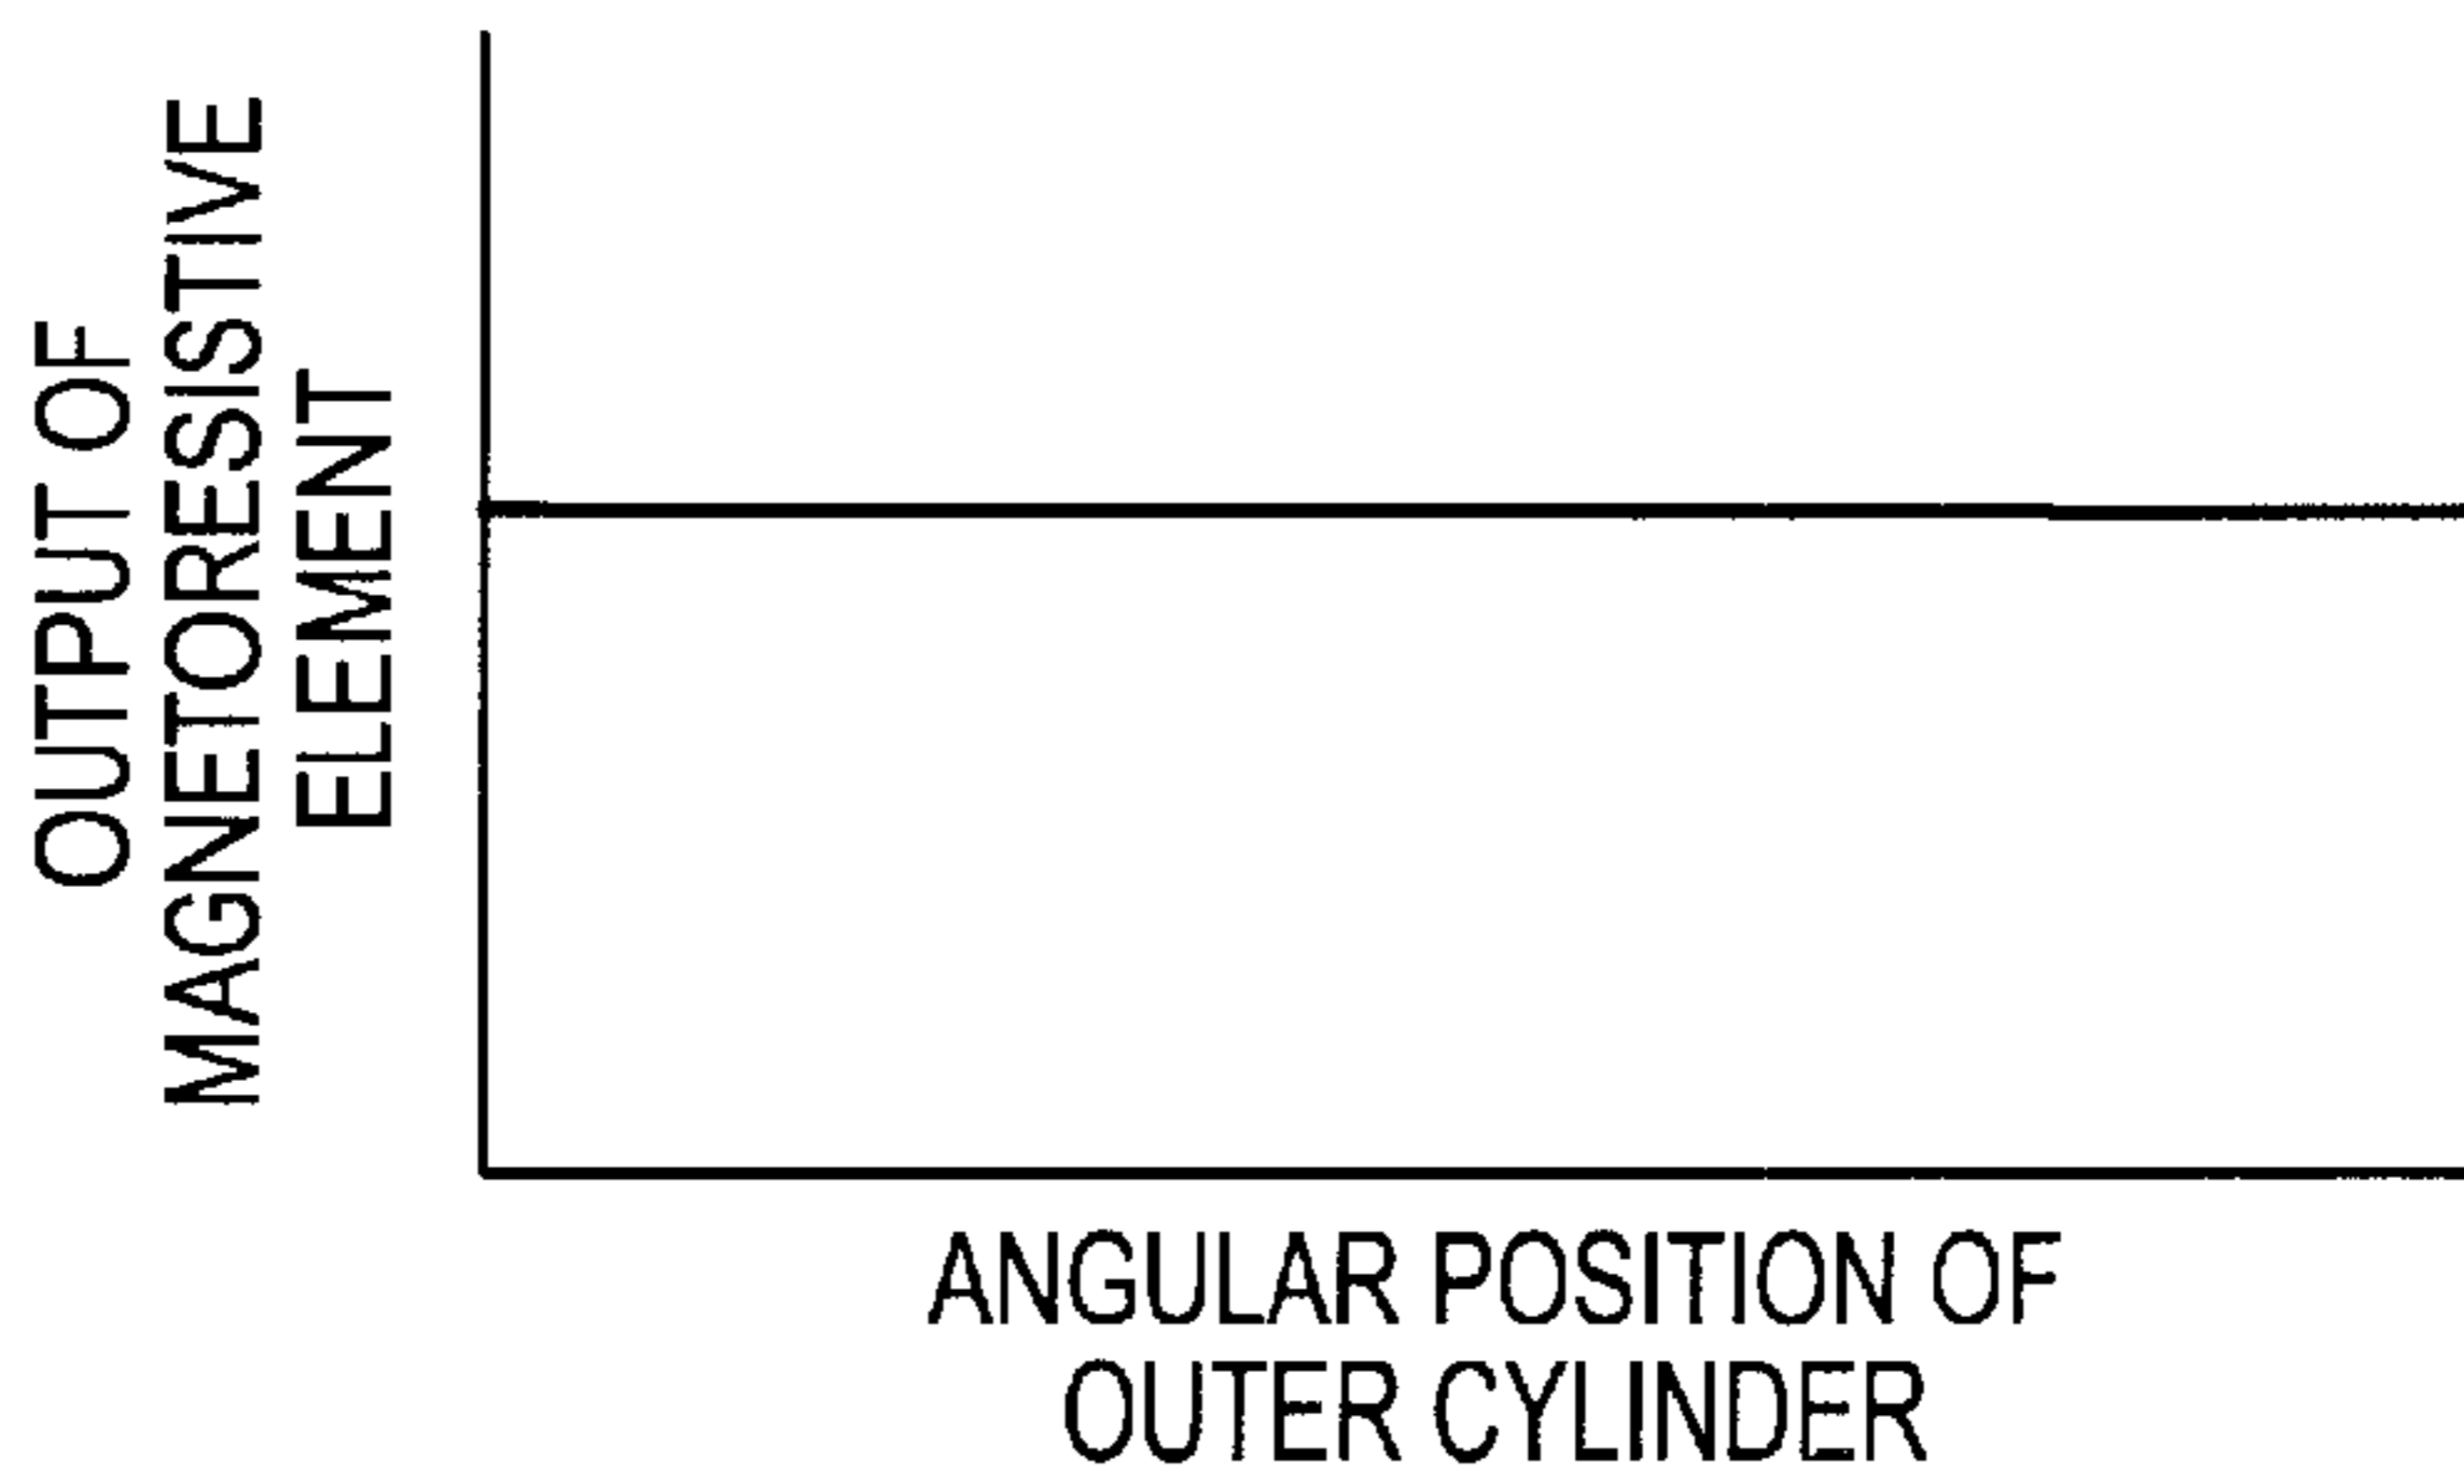 OUTPUT OF
MAGNETORESISTIVE
ELEMENT
ANGULAR POSITION OF
OUTER CYLINDER